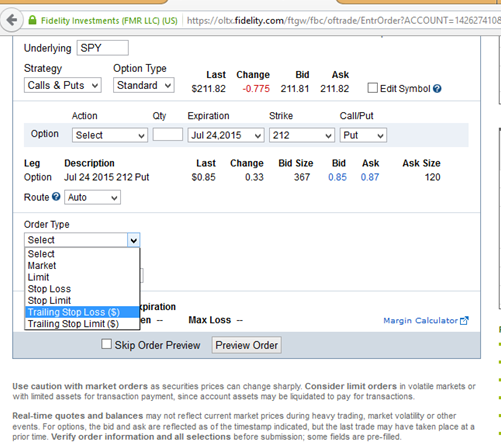 Fidelity Investments (FMR LLC) (US) https://oltx.fidelity.com/ftgw/fbc/oftrade/EntrOrder?ACCOUNT=142627410
Underlying SPY
Strategy Option Type Last Change Bid Ask
Calls & Puts Standard $211.82 -0.775 211.81 211.82 Edit Symbol
Action Qty Expiration Strike Call/Put
Option Select Jul 24,2015 212 Put
Leg Description Last Change Bid Size Bid Ask Ask Size
Option Jul 24 2015 212 Put $0.85 0.33 367 0.85 0.87 120
Route Auto
Order Type
Select
Select
Market
Limit
Stop Loss
Stop Limit
Trailing Stop Loss ($)
Trailing Stop Limit ($)
xpiration
en -- Max Loss -- Margin Calculator
Skip Order Preview Preview Order
Use caution with market orders as securities prices can change sharply. Consider limit orders in volatile markets or
with limited assets for transaction payment, since account assets may be liquidated to pay for transactions.
Real-time quotes and balances may not reflect current market prices during heavy trading, market volatility or other
events. For options, the bid and ask are reflected as of the timestamp indicated, but the last trade may have taken place at a
prior time. Verify order information and all selections before submission; some fields are pre-filled.